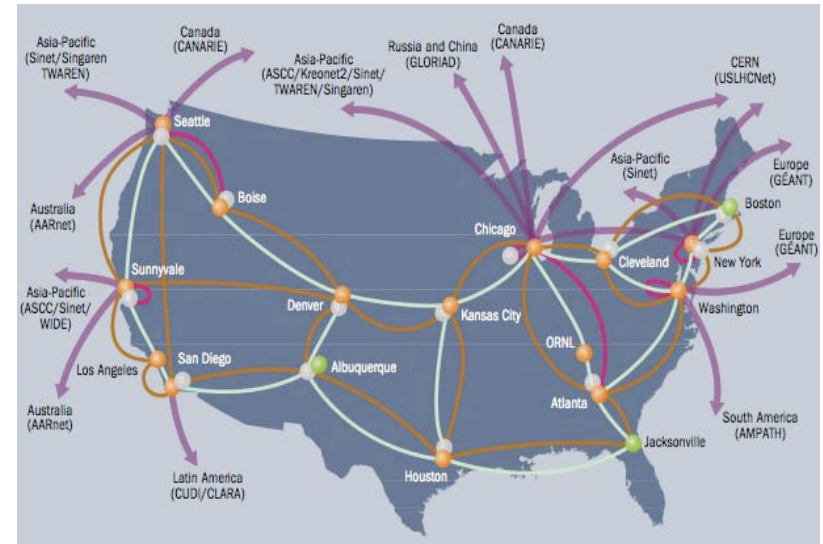 Canada
(CANARIE)
Asia-Pacific
(Sinet/Singaren
TWAREN)
Asia-Pacific
(ASCC/Kreonet2/Sinet/
TWAREN/Singaren)
Russia and China
(GLORIAD)
Canada
(CANARIE)
CERN
(USLHCNet)
Seattle
Asia-Pacific
(Sinet)
Europe
(GÉANT)
Boise
Boston
Australia
(AARnet)
Chicago
Europe
(GÉANT)
New York
Cleveland
Sunnyvale
Asia-Pacific
(ASCC/Sinet/
WIDE)
Denver
Kansas City
Washington
ORNL
San Diego
Los Angeles
Albuquerque
Atlanta
Australia
(AARnet)
South America
(AMPATH)
Jacksonville
Houston
Latin America
(CUDI/CLARA)